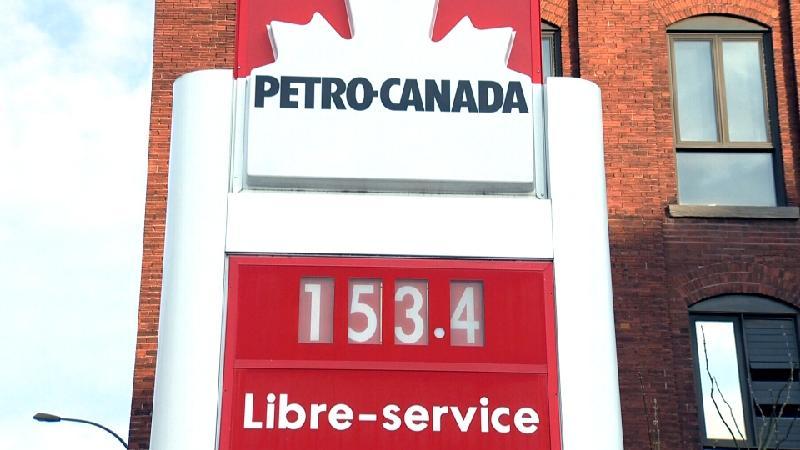 PETRO-CANADA
153.4
Libre-service